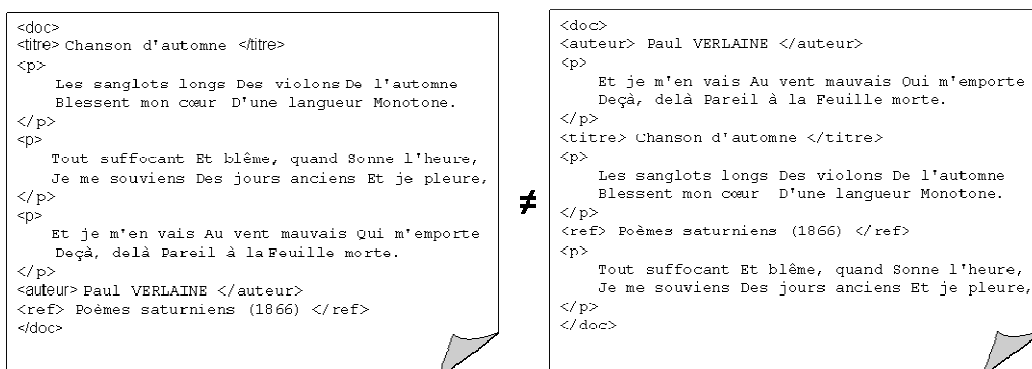 <doc>
<titre> Chanson d'automne </titre>
<p>
Les sanglots longs Des violons De l'automne
Blessent mon cœur D'une langueur Monotone.
</p>
<p>
Tout suffocant Et blême, quand Sonne l'heure,
Je me souviens Des jours anciens Et je pleure,
</p>
<p>
Et je m'en vais Au vent mauvais Qui m'emporte
Deçà, delà Pareil à la Feuille morte.
</p>
<auteur> Paul VERLAINE </auteur>
<ref> Poèmes saturniens (1866) </ref>
</doc>
≠
<doc>
<auteur> Paul VERLAINE </auteur>
<p>
Et je m'en vais Au vent mauvais Qui m'emporte
Deçà, delà Pareil à la Feuille morte.
</p>
<titre> Chanson d'automne </titre>
<p>
Les sanglots longs Des violons De l'automne
Blessent mon cœur D'une langueur Monotone.
</p>
<ref> Poèmes saturniens (1866) </ref>
<p>
Tout suffocant Et blême, quand Sonne l'heure,
Je me souviens Des jours anciens Et je pleure,
</p>
</doc>